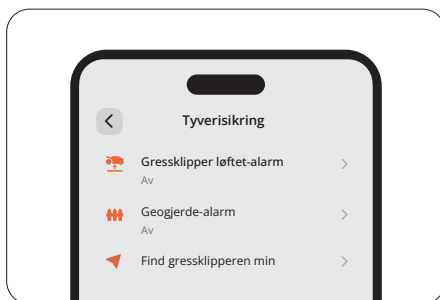 Tyverisikring
Gressklipper løftet-alarm
Av
Geogjerde-alarm
Av
Find gressklipperen min